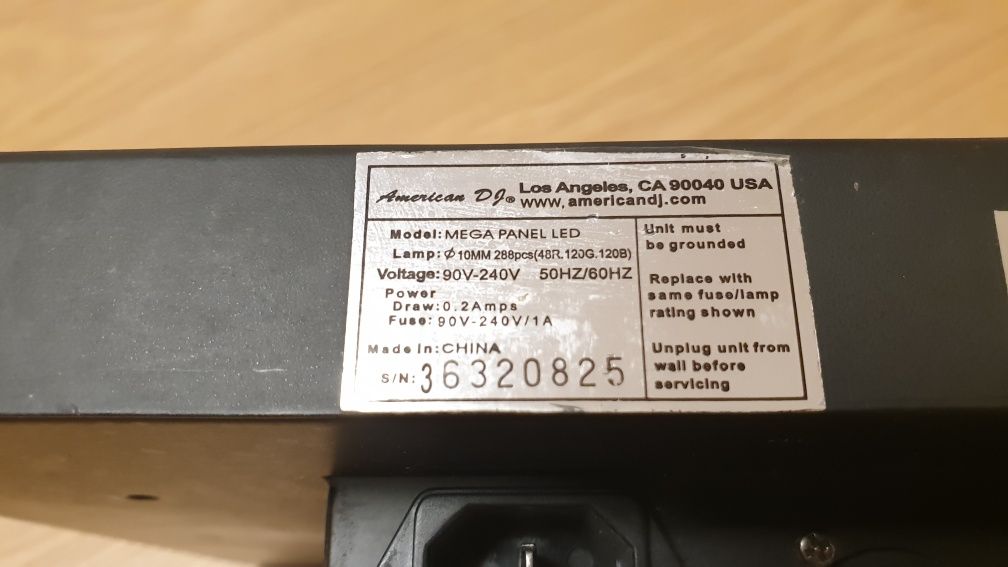 American DJ® Los Angeles, CA 90040 USA
www.americandj.com
Model: MEGA PANEL LED
Lamp: ϕ 10MM 288pcs(48R.120G.120B)
Voltage: 90V-240V 50HZ/60HZ
Power
Draw: 0.2Amps
Fuse: 90V-240V/1A
Made In: CHINA
S/N: 36320825
Unit must
be grounded
Replace with
same fuse/lamp
rating shown
Unplug unit from
wall before
servicing